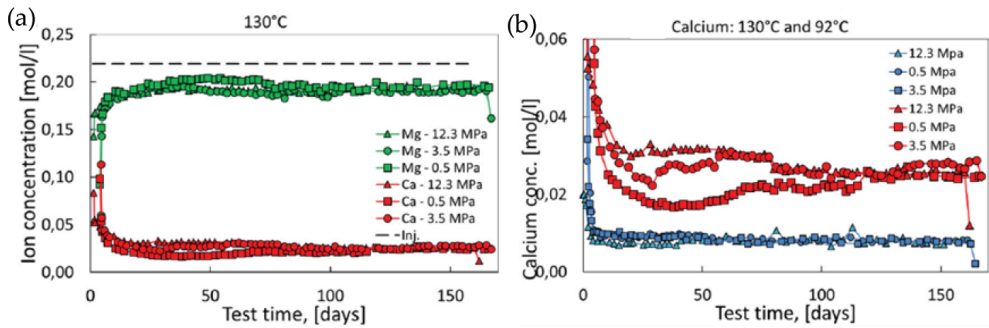 (a)
130°C
Ion concentration [mol/l]
0,25
0,20
0,15
0,10
0,05
0,00
Mg - 12.3 MPa
Mg - 3.5 MPa
Mg - 0.5 MPa
Ca - 12.3 MPa
Ca - 0.5 MPa
Ca - 3.5 MPa
Inj.
0
50
100
150
Test time, [days]
(b)
Calcium: 130°C and 92°C
Calcium conc. [mol/l]
0,06
0,04
0,02
0,00
12.3 Mpa
0.5 Mpa
3.5 Mpa
12.3 MPa
0.5 MPa
3.5 MPa
0
50
100
150
Test time, [days]